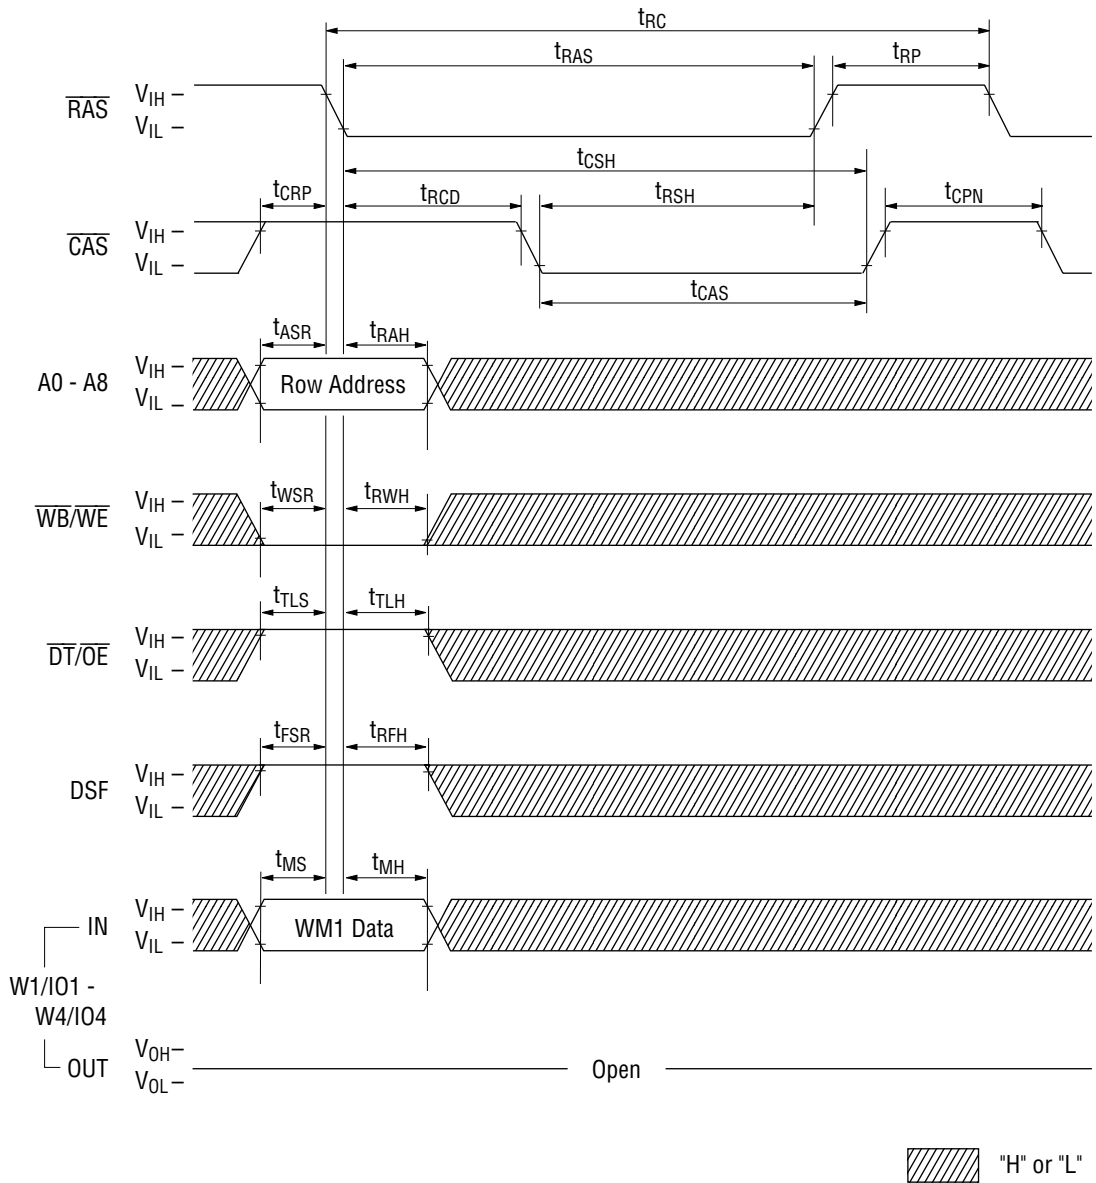 tRC
tRAS
tRP
RAS
VIH
VIL
tCSH
tCRP
tRCD
tRSH
tCPN
CAS
VIH
VIL
tCAS
tASR
tRAH
A0 - A8
VIH
VIL
Row Address
tWSR
tRWH
WB/WE
VIH
VIL
tTLS
tTLH
DT/OE
VIH
VIL
tFSR
tRFH
DSF
VIH
VIL
tMS
tMH
IN
VIH
VIL
WM1 Data
W1/IO1 -
W4/IO4
OUT
VOH
VOL
Open
"H" or "L"